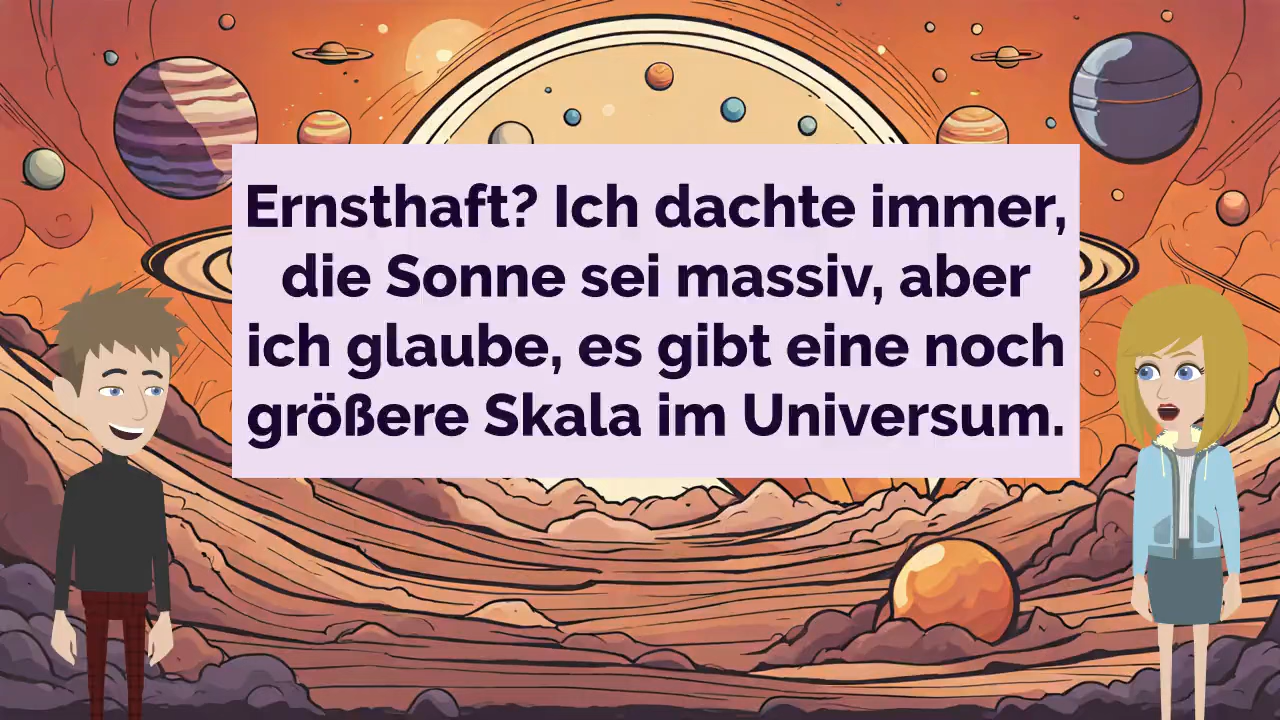 Ernsthaft? Ich dachte immer,
die Sonne sei massiv, aber
ich glaube, es gibt eine noch
größere Skala im Universum.